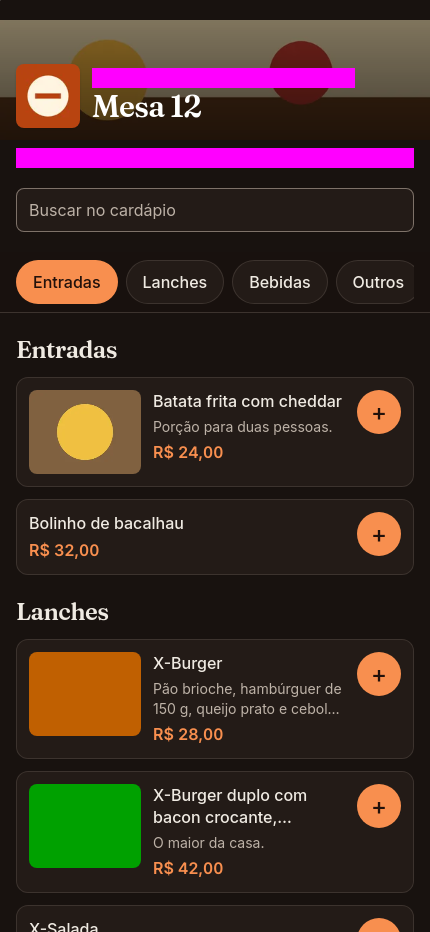 Mesa 12
Buscar no cardápio
Entradas
Lanches
Bebidas
Outros
Entradas
Batata frita com cheddar
Porção para duas pessoas.
R$ 24,00
+
Bolinho de bacalhau
R$ 32,00
+
Lanches
X-Burger
Pão brioche, hambúrguer de
150 g, queijo prato e cebol...
R$ 28,00
+
X-Burger duplo com
bacon crocante,...
O maior da casa.
R$ 42,00
+
X-Salada